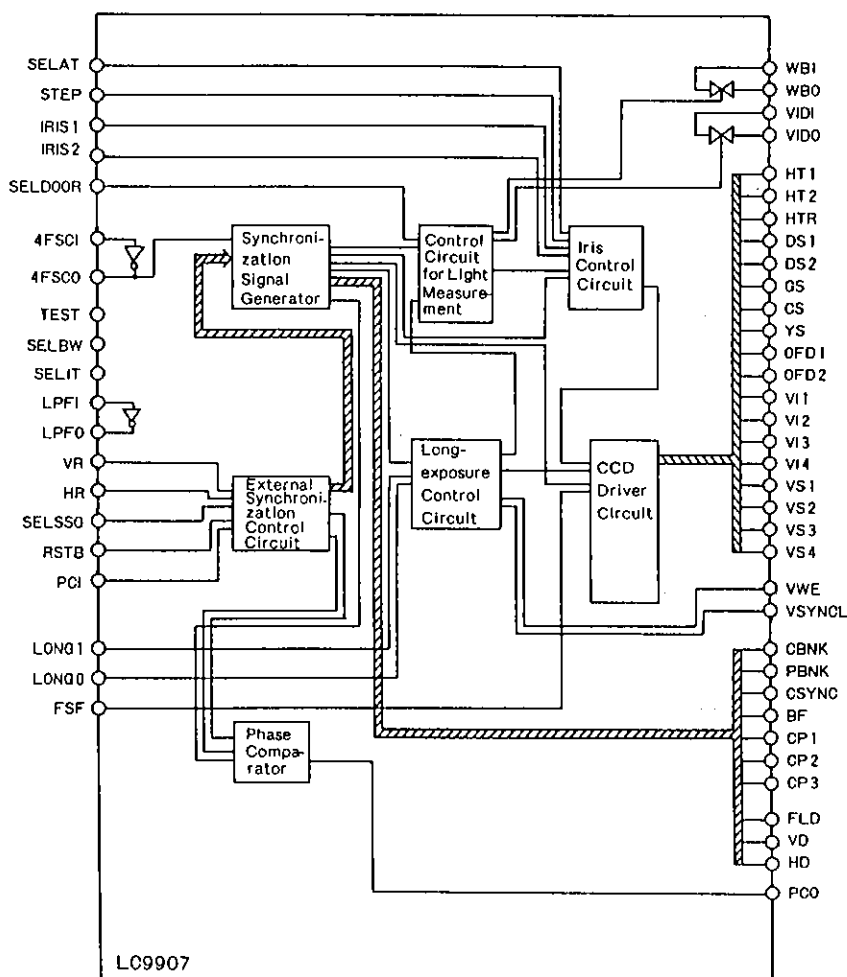 SELAT
STEP
IRIS1
IRIS2
SELDOOR
4FSCI
4FSCO
TEST
SELBW
SELIT
LPFI
LPFO
VR
HR
SELSSG
RSTB
PCI
LONG1
LONG0
FSF
Synchroni-
zation
Signal
Generator
Control
Circuit
for Light
Measure-
ment
Iris
Control
Circuit
External
Synchroni-
zation
Control
Circuit
Long-
exposure
Control
Circuit
CCD
Driver
Circuit
Phase
Compa-
rator
WBI
WBO
VIDI
VIDO
HT1
HT2
HTR
DS1
DS2
GS
CS
YS
OFD1
OFD2
VI1
VI2
VI3
VI4
VS1
VS2
VS3
VS4
VWE
VSYNCL
CBNK
PBNK
CSYNC
BF
CP1
CP2
CP3
FLD
VD
HD
PCO
LC9907